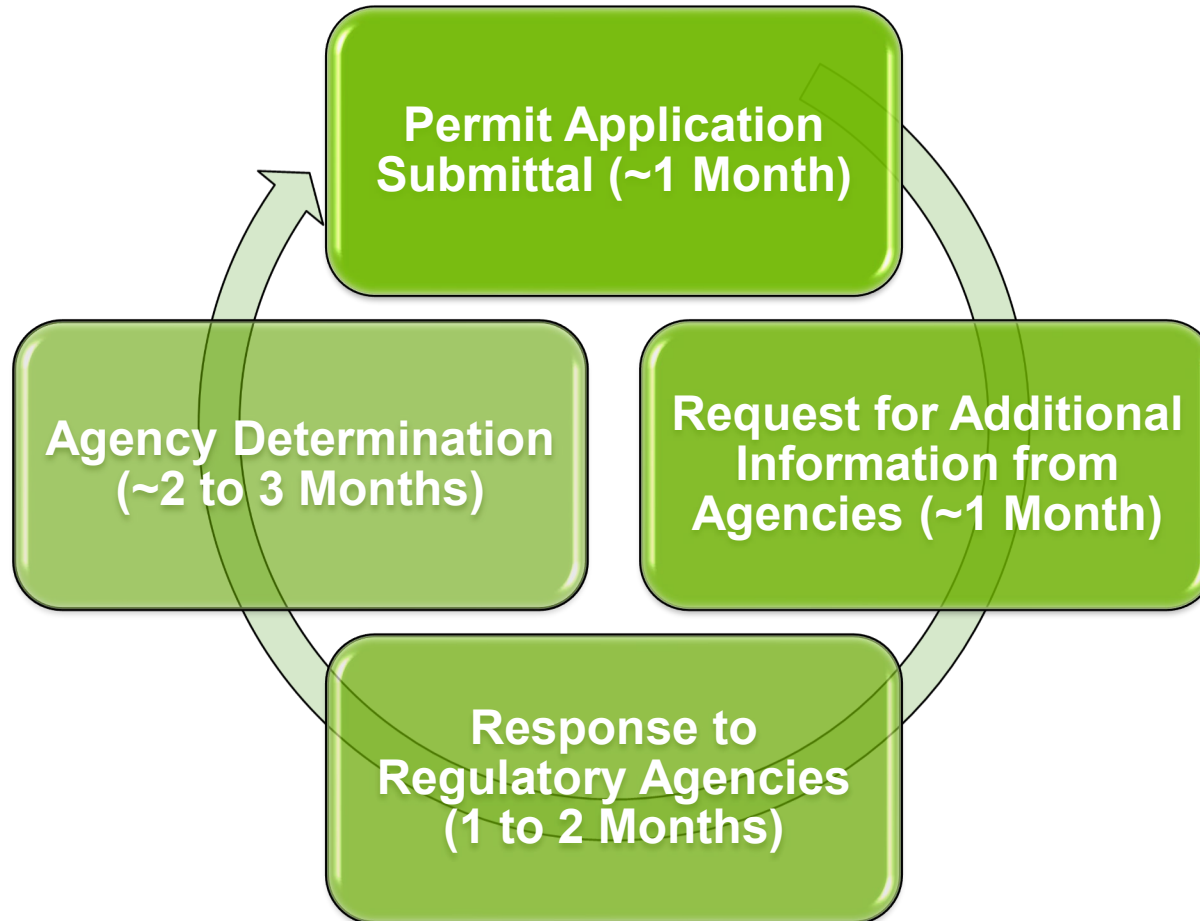 Permit Application
Submittal (~1 Month)
Request for Additional
Information from
Agencies (~1 Month)
Response to
Regulatory Agencies
(1 to 2 Months)
Agency Determination
(~2 to 3 Months)